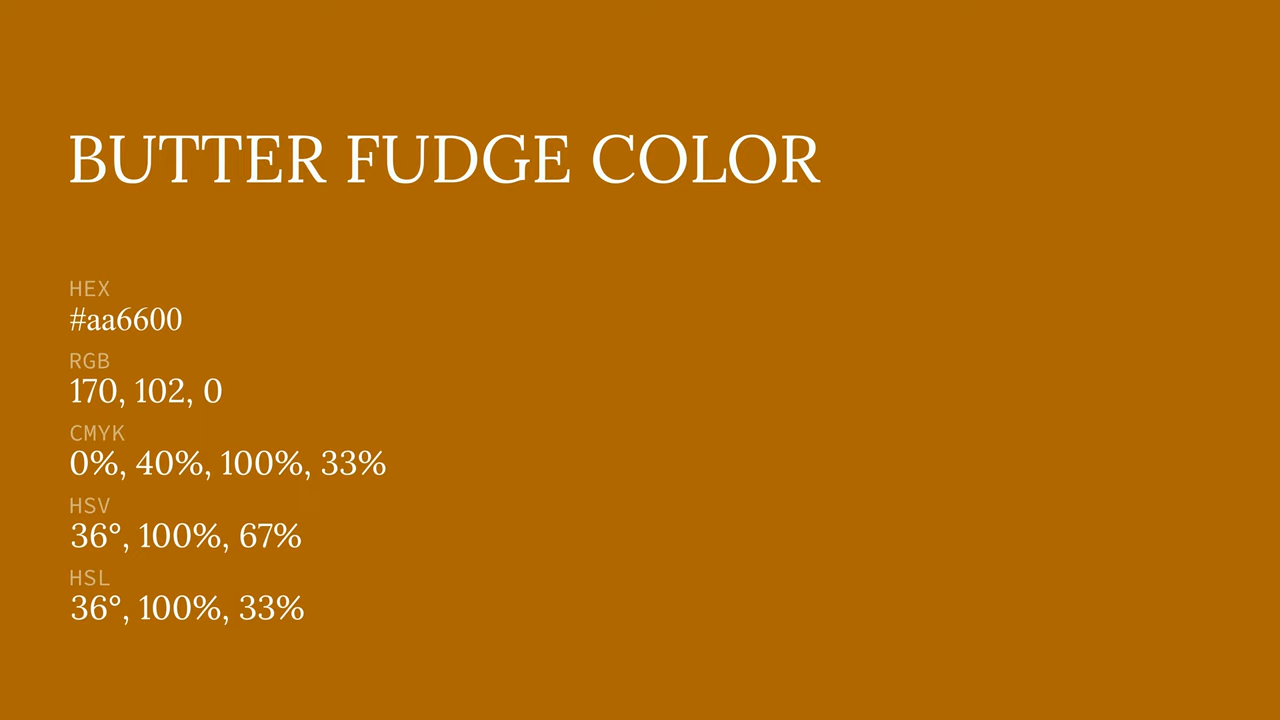 BUTTER FUDGE COLOR
HEX
#aa6600
RGB
170, 102, 0
CMYK
0%, 40%, 100%, 33%
HSV
36°, 100%, 67%
HSL
36°, 100%, 33%